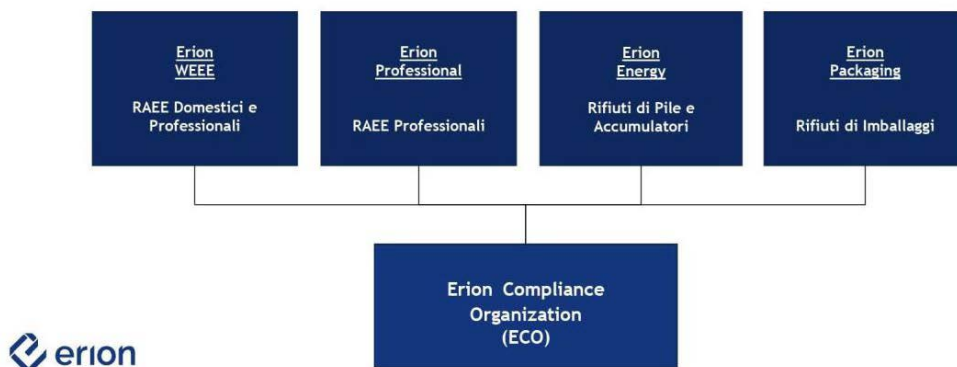 Erion
WEEE
RAEE Domestici e
Professionali
Erion
Professional
RAEE Professionali
Erion
Energy
Rifiuti di Pile e
Accumulatori
Erion
Packaging
Rifiuti di Imballaggi
Erion Compliance
Organization
(ECO)
erion